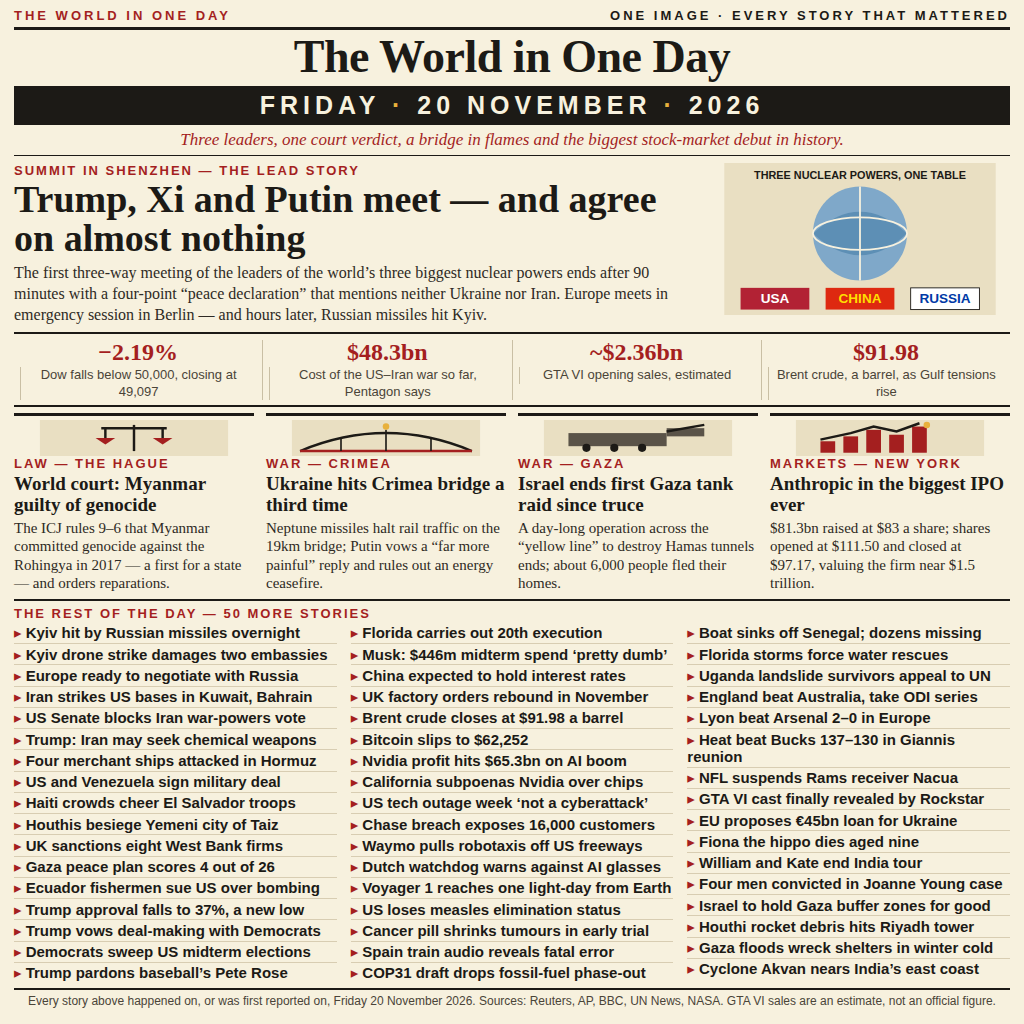 THE WORLD IN ONE DAY
ONE IMAGE · EVERY STORY THAT MATTERED
The World in One Day
FRIDAY · 20 NOVEMBER · 2026
Three leaders, one court verdict, a bridge in flames and the biggest stock-market debut in history.
SUMMIT IN SHENZHEN — THE LEAD STORY
Trump, Xi and Putin meet — and agree
on almost nothing
The first three-way meeting of the leaders of the world’s three biggest nuclear powers ends after 90
minutes with a four-point “peace declaration” that mentions neither Ukraine nor Iran. Europe meets in
emergency session in Berlin — and hours later, Russian missiles hit Kyiv.
THREE NUCLEAR POWERS, ONE TABLE
USA
CHINA
RUSSIA
−2.19%
Dow falls below 50,000, closing at
49,097
$48.3bn
Cost of the US–Iran war so far,
Pentagon says
~$2.36bn
GTA VI opening sales, estimated
$91.98
Brent crude, a barrel, as Gulf tensions
rise
LAW — THE HAGUE
World court: Myanmar
guilty of genocide
The ICJ rules 9–6 that Myanmar
committed genocide against the
Rohingya in 2017 — a first for a state
— and orders reparations.
WAR — CRIMEA
Ukraine hits Crimea bridge a
third time
Neptune missiles halt rail traffic on the
19km bridge; Putin vows a “far more
painful” reply and rules out an energy
ceasefire.
WAR — GAZA
Israel ends first Gaza tank
raid since truce
A day-long operation across the
“yellow line” to destroy Hamas tunnels
ends; about 6,000 people fled their
homes.
MARKETS — NEW YORK
Anthropic in the biggest IPO
ever
$81.3bn raised at $83 a share; shares
opened at $111.50 and closed at
$97.17, valuing the firm near $1.5
trillion.
THE REST OF THE DAY — 50 MORE STORIES
▸ Kyiv hit by Russian missiles overnight
▸ Kyiv drone strike damages two embassies
▸ Europe ready to negotiate with Russia
▸ Iran strikes US bases in Kuwait, Bahrain
▸ US Senate blocks Iran war-powers vote
▸ Trump: Iran may seek chemical weapons
▸ Four merchant ships attacked in Hormuz
▸ US and Venezuela sign military deal
▸ Haiti crowds cheer El Salvador troops
▸ Houthis besiege Yemeni city of Taiz
▸ UK sanctions eight West Bank firms
▸ Gaza peace plan scores 4 out of 26
▸ Ecuador fishermen sue US over bombing
▸ Trump approval falls to 37%, a new low
▸ Trump vows deal-making with Democrats
▸ Democrats sweep US midterm elections
▸ Trump pardons baseball’s Pete Rose
▸ Florida carries out 20th execution
▸ Musk: $446m midterm spend ‘pretty dumb’
▸ China expected to hold interest rates
▸ UK factory orders rebound in November
▸ Brent crude closes at $91.98 a barrel
▸ Bitcoin slips to $62,252
▸ Nvidia profit hits $65.3bn on AI boom
▸ California subpoenas Nvidia over chips
▸ US tech outage week ‘not a cyberattack’
▸ Chase breach exposes 16,000 customers
▸ Waymo pulls robotaxis off US freeways
▸ Dutch watchdog warns against AI glasses
▸ Voyager 1 reaches one light-day from Earth
▸ US loses measles elimination status
▸ Cancer pill shrinks tumours in early trial
▸ Spain train audio reveals fatal error
▸ COP31 draft drops fossil-fuel phase-out
▸ Boat sinks off Senegal; dozens missing
▸ Florida storms force water rescues
▸ Uganda landslide survivors appeal to UN
▸ England beat Australia, take ODI series
▸ Lyon beat Arsenal 2–0 in Europe
▸ Heat beat Bucks 137–130 in Giannis
reunion
▸ NFL suspends Rams receiver Nacua
▸ GTA VI cast finally revealed by Rockstar
▸ EU proposes €45bn loan for Ukraine
▸ Fiona the hippo dies aged nine
▸ William and Kate end India tour
▸ Four men convicted in Joanne Young case
▸ Israel to hold Gaza buffer zones for good
▸ Houthi rocket debris hits Riyadh tower
▸ Gaza floods wreck shelters in winter cold
▸ Cyclone Akvan nears India’s east coast
Every story above happened on, or was first reported on, Friday 20 November 2026. Sources: Reuters, AP, BBC, UN News, NASA. GTA VI sales are an estimate, not an official figure.